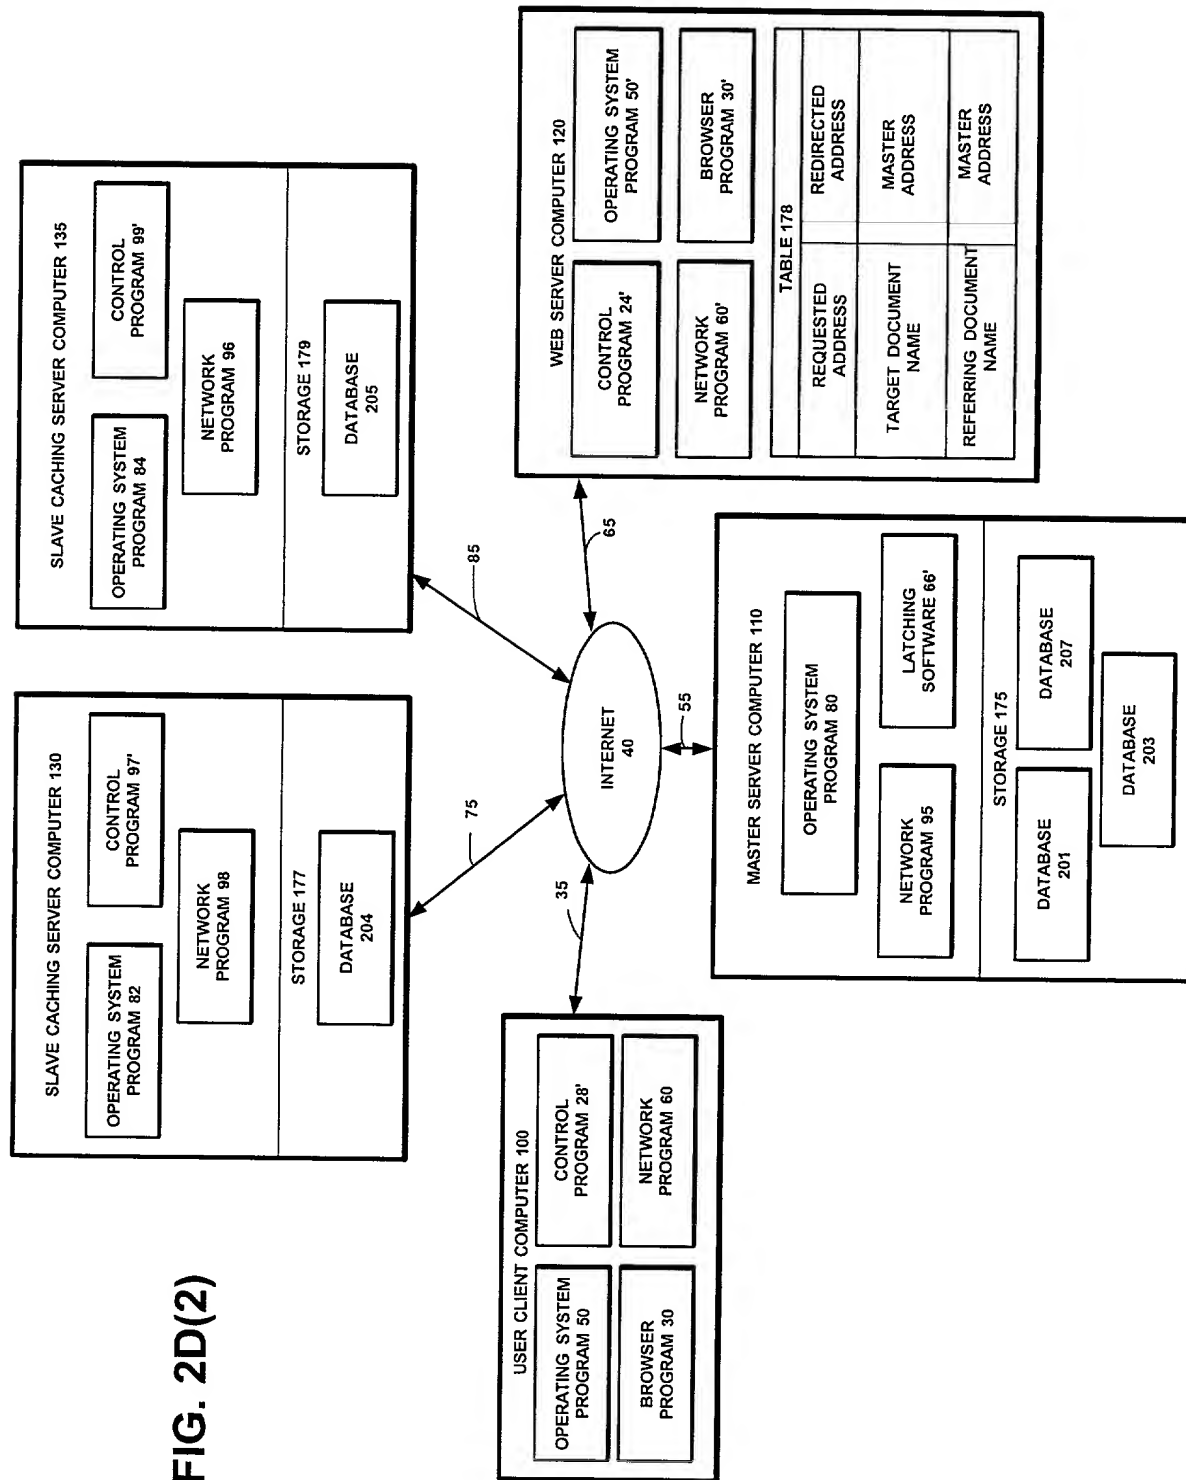 FIG. 2D(2)
SLAVE CACHING SERVER COMPUTER 130
OPERATING SYSTEM
PROGRAM 82
CONTROL
PROGRAM 97'
NETWORK
PROGRAM 98
STORAGE 177
DATABASE
204
SLAVE CACHING SERVER COMPUTER 135
OPERATING SYSTEM
PROGRAM 84
CONTROL
PROGRAM 99'
NETWORK
PROGRAM 96
STORAGE 179
DATABASE
205
75
85
USER CLIENT COMPUTER 100
OPERATING SYSTEM
PROGRAM 50
CONTROL
PROGRAM 28'
BROWSER
PROGRAM 30
NETWORK
PROGRAM 60
35
INTERNET
40
65
55
WEB SERVER COMPUTER 120
CONTROL
PROGRAM 24'
OPERATING SYSTEM
PROGRAM 50'
NETWORK
PROGRAM 60'
BROWSER
PROGRAM 30'
TABLE 178
REQUESTED
ADDRESS
REDIRECTED
ADDRESS
TARGET DOCUMENT
NAME
MASTER
ADDRESS
REFERRING DOCUMENT
NAME
MASTER
ADDRESS
MASTER SERVER COMPUTER 110
OPERATING SYSTEM
PROGRAM 80
NETWORK
PROGRAM 95
LATCHING
SOFTWARE 66'
STORAGE 175
DATABASE
201
DATABASE
207
DATABASE
203